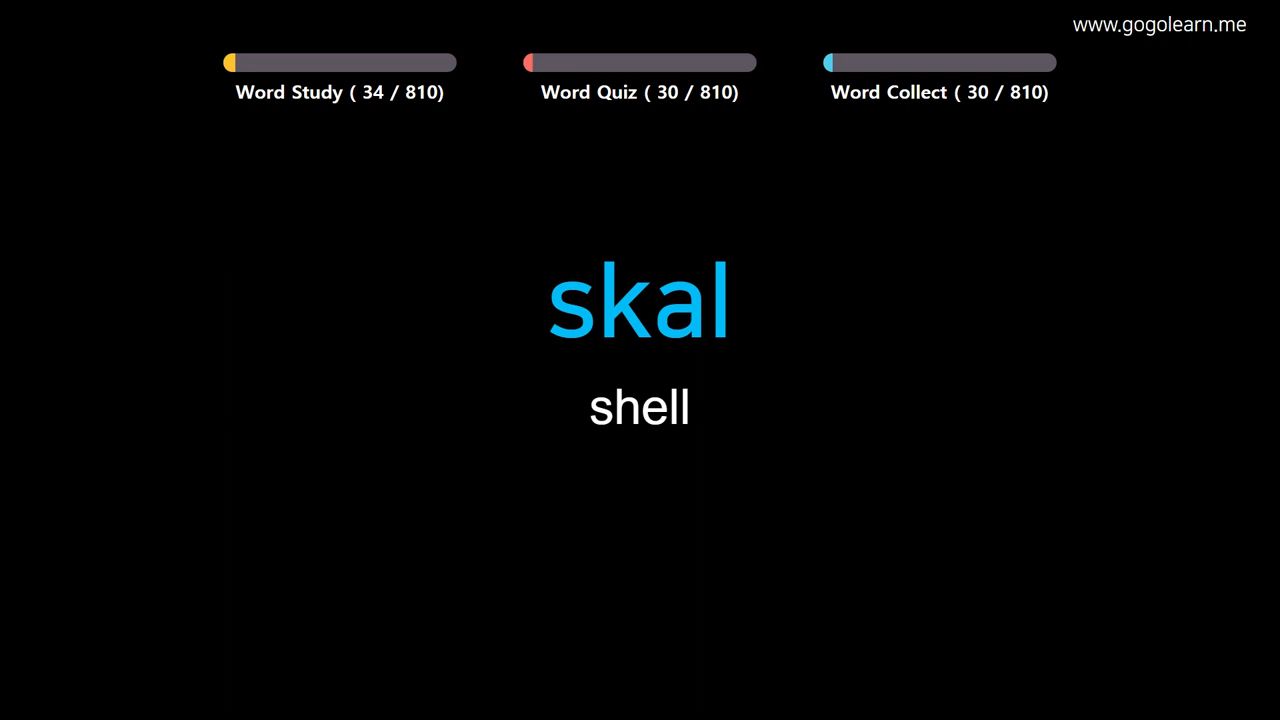 www.gogolearn.me
Word Study ( 34 / 810)
Word Quiz ( 30 / 810)
Word Collect ( 30 / 810)
skal
shell